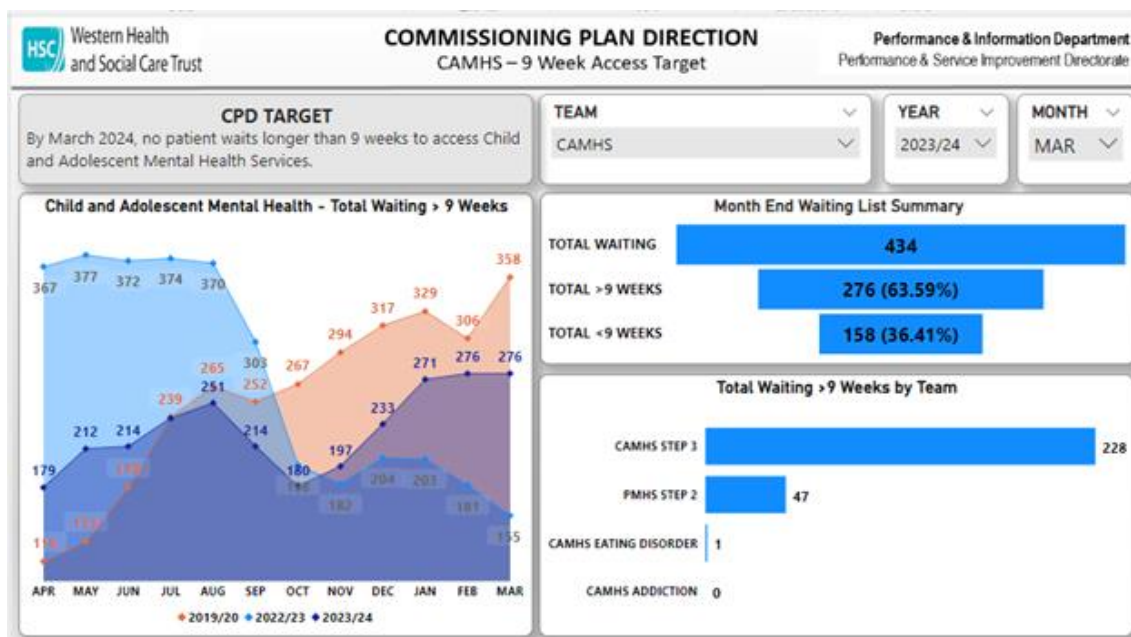 HSC
Western Health
and Social Care Trust
COMMISSIONING PLAN DIRECTION
CAMHS – 9 Week Access Target
Performance & Information Department
Performance & Service Improvement Directorate
CPD TARGET
By March 2024, no patient waits longer than 9 weeks to access Child
and Adolescent Mental Health Services.
TEAM
CAMHS
YEAR
2023/24
MONTH
MAR
Child and Adolescent Mental Health - Total Waiting > 9 Weeks
367
377
372
374
370
303
182
204
203
181
239
265
252
267
294
317
329
306
358
179
212
214
251
214
180
197
233
271
276
276
APR MAY JUN JUL AUG SEP OCT NOV DEC JAN FEB MAR
2019/20 2022/23 2023/24
Month End Waiting List Summary
TOTAL WAITING 434
TOTAL >9 WEEKS 276 (63.59%)
TOTAL <9 WEEKS 158 (36.41%)
Total Waiting >9 Weeks by Team
CAMHS STEP 3 228
PMHS STEP 2 47
CAMHS EATING DISORDER 1
CAMHS ADDICTION 0